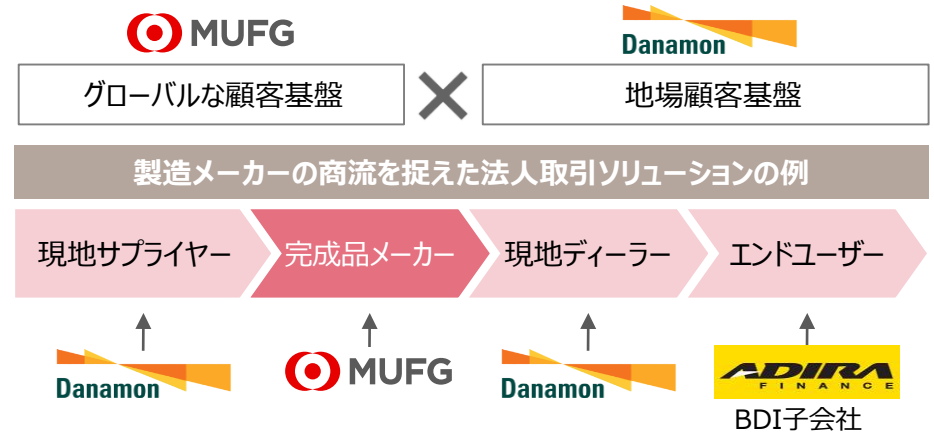 MUFG
Danamon
グローバルな顧客基盤
地場顧客基盤
製造メーカーの商流を捉えた法人取引ソリューションの例
現地サプライヤー
完成品メーカー
現地ディーラー
エンドユーザー
Danamon
MUFG
Danamon
ADIRA
FINANCE
BDI子会社